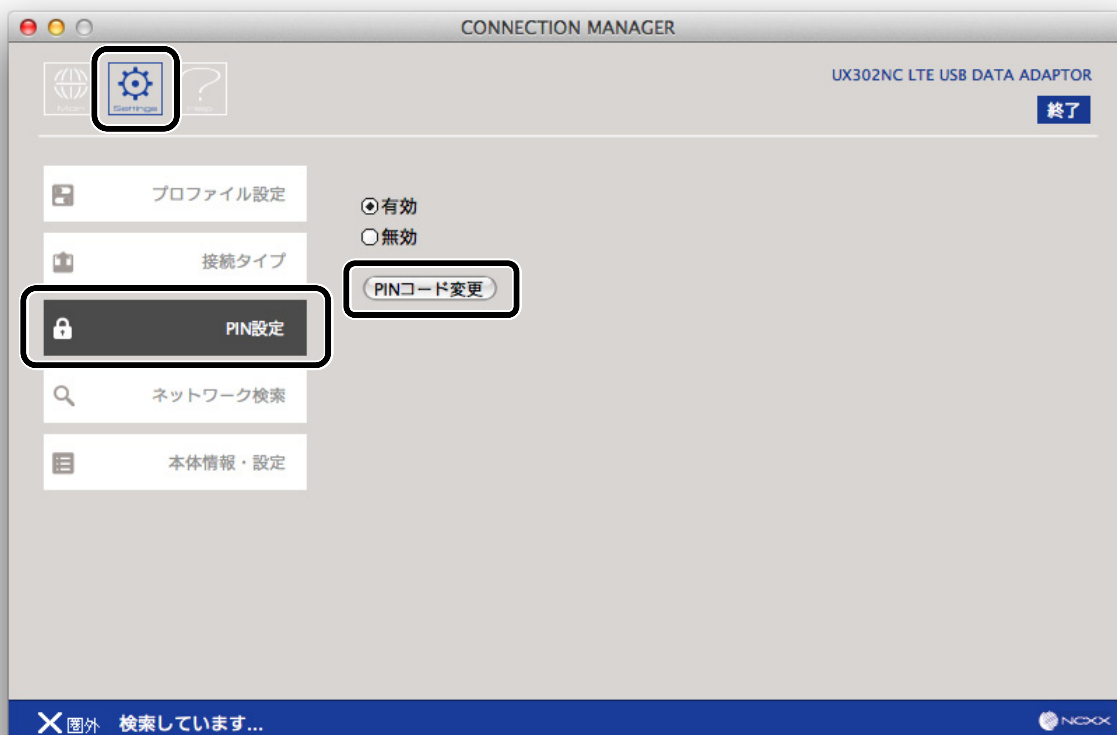 CONNECTION MANAGER
Main
Settings
UX302NC LTE USB DATA ADAPTOR
終了
プロファイル設定
接続タイプ
PIN設定
ネットワーク検索
本体情報・設定
有効
無効
PINコード変更
圏外 検索しています...
NCXX